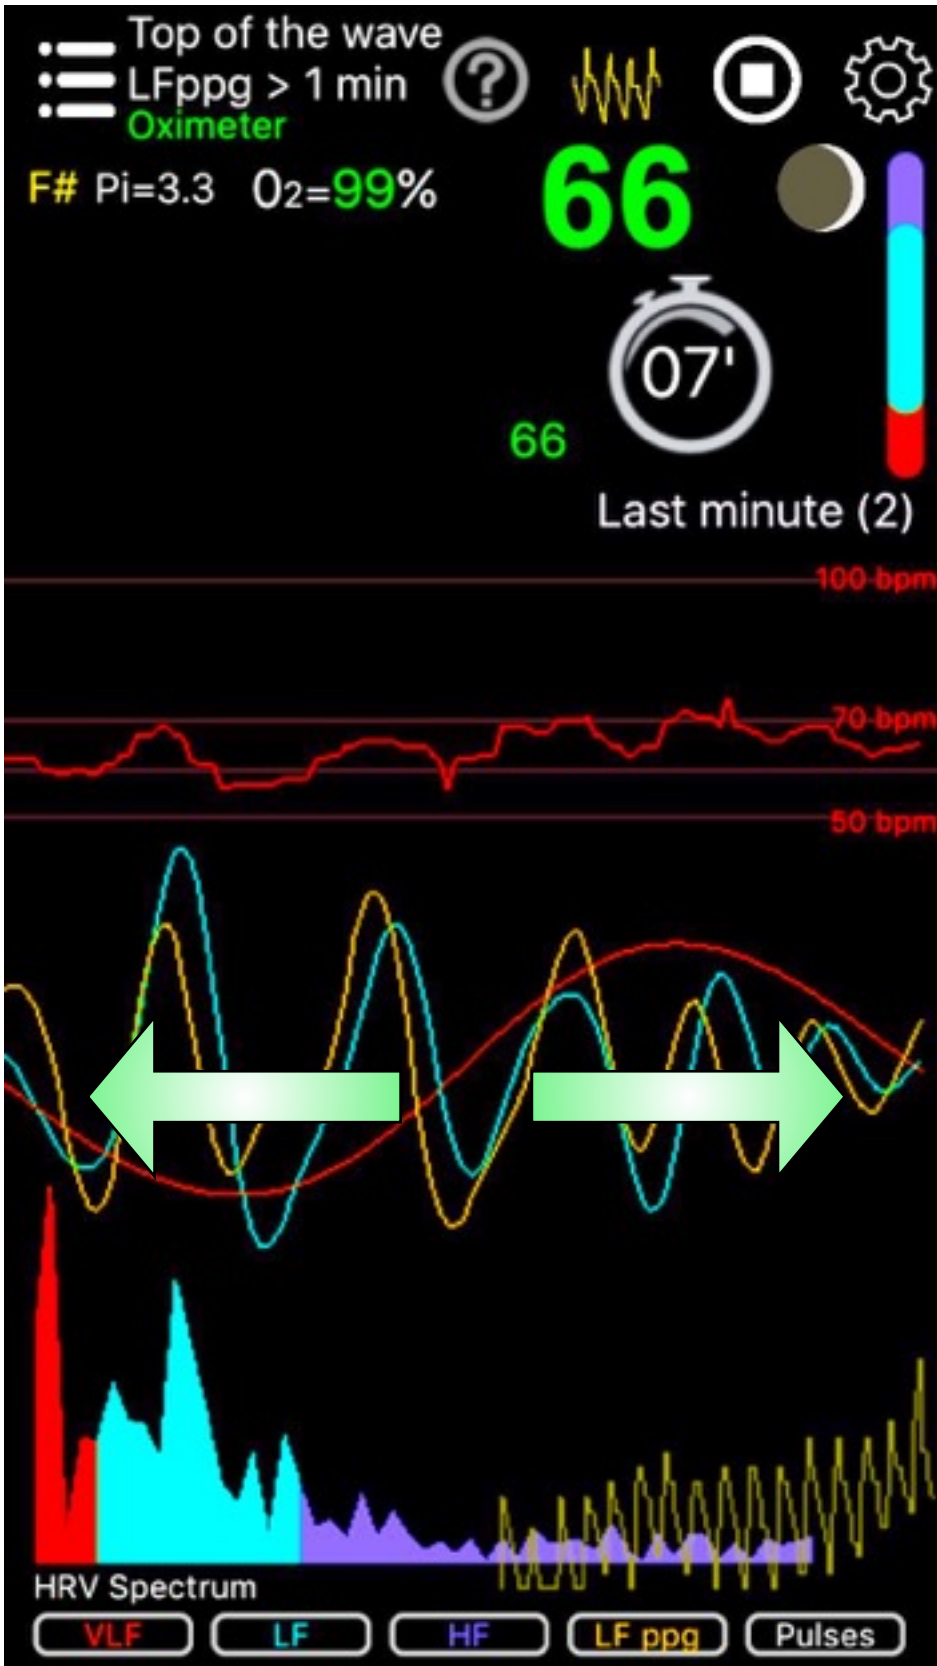 Top of the wave
LFppg > 1 min
Oximeter
?
F# Pi=3.3 O2=99%
66
07'
66
Last minute (2)
100 bpm
70 bpm
50 bpm
HRV Spectrum
VLF LF HF LF ppg Pulses